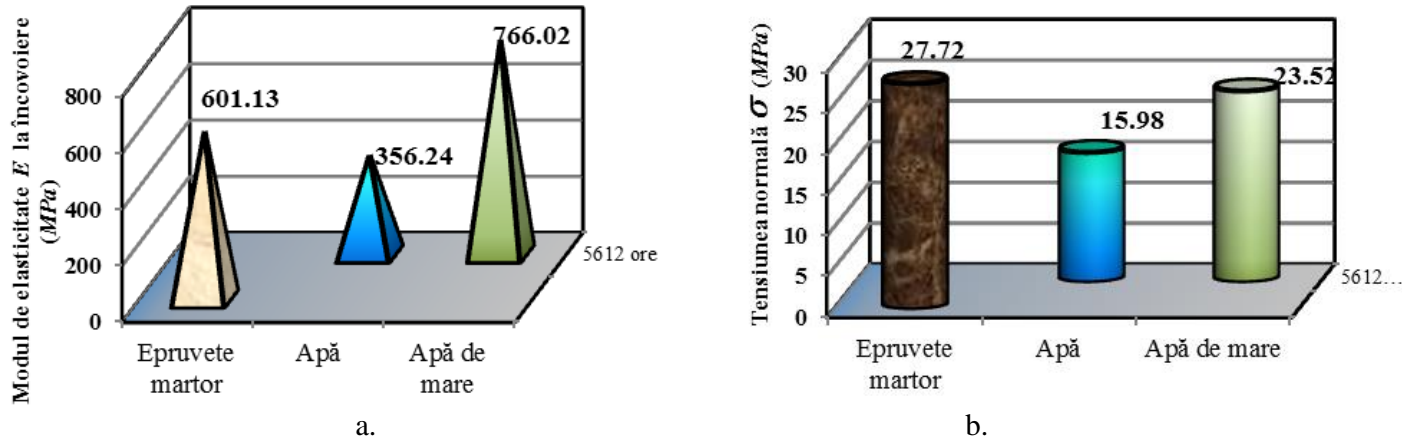 Modul de elasticitate E la încovoiere
(MPa)
800
600
400
200
0
601.13
356.24
766.02
5612 ore
Epruvete
martor
Apă
Apă de
mare
a.
Tensiunea normală σ (MPa)
30
25
20
15
10
5
0
27.72
15.98
23.52
5612...
Epruvete
martor
Apă
Apă de mare
b.